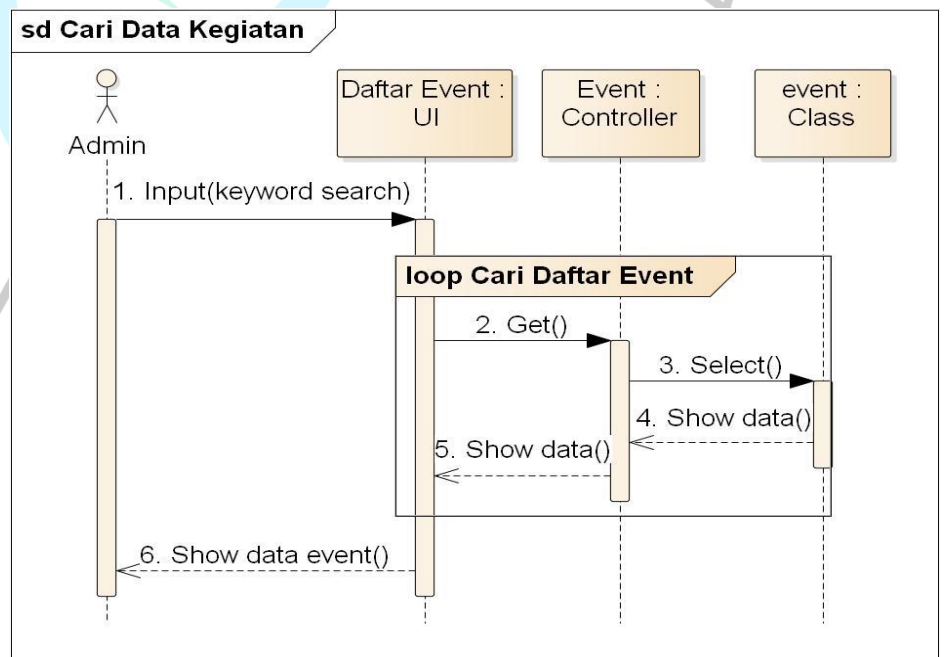 sd Cari Data Kegiatan
Admin
Daftar Event :
UI
Event :
Controller
event :
Class
1. Input(keyword search)
loop Cari Daftar Event
2. Get()
3. Select()
4. Show data()
5. Show data()
6. Show data event()